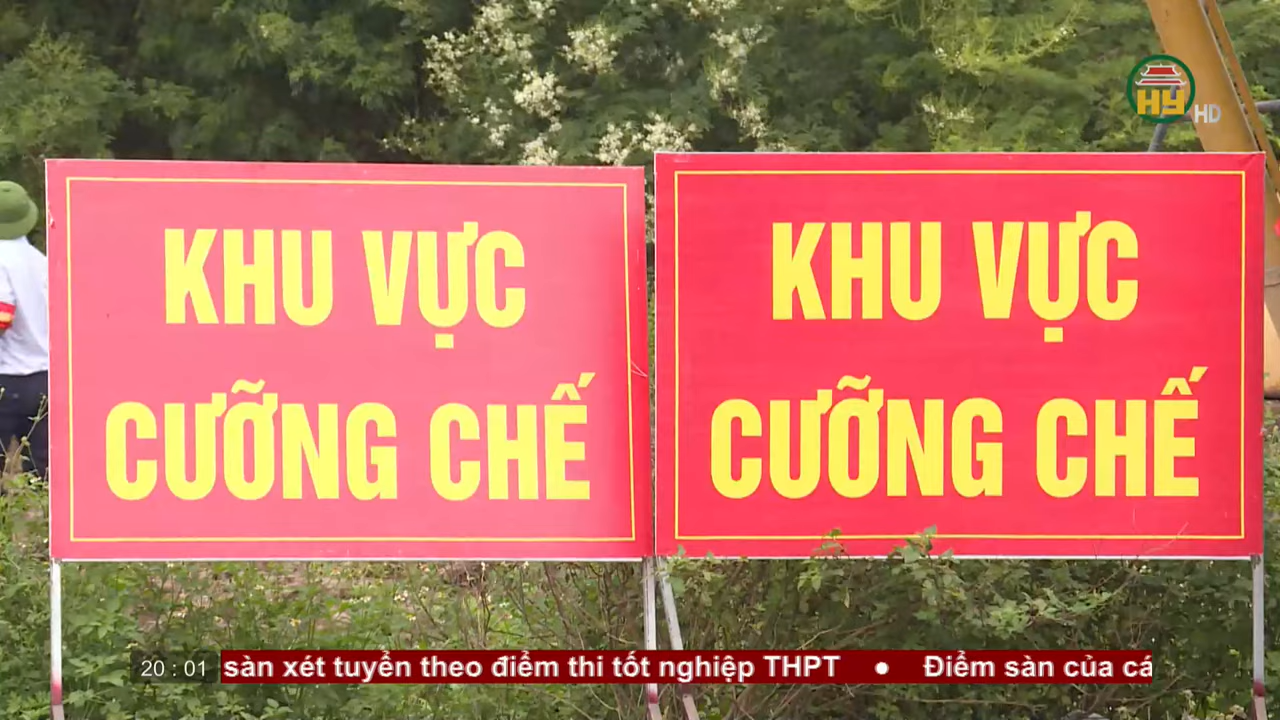 HY HD
KHU VỰC
CƯỠNG CHẾ
KHU VỰC
CƯỠNG CHẾ
20 : 01 sàn xét tuyển theo điểm thi tốt nghiệp THPT • Điểm sàn của cá